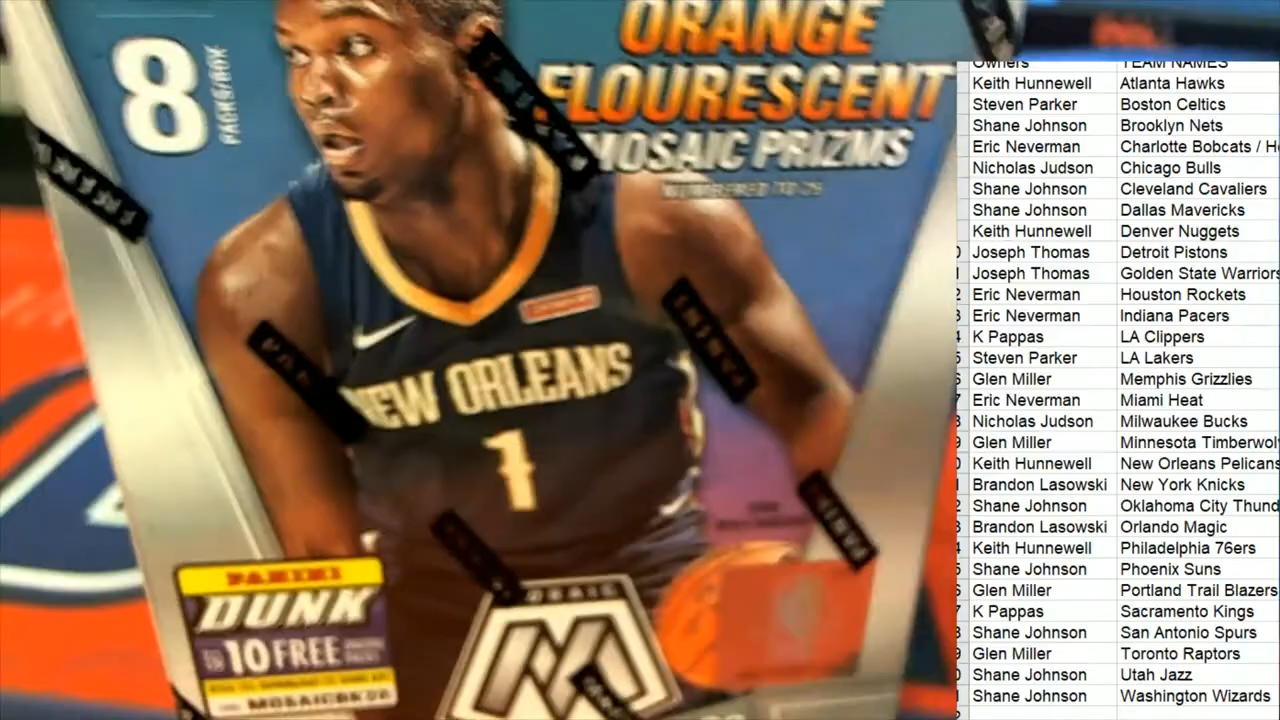 8
PACKS/BOX
ORANGE
FLOURESCENT
MOSAIC PRIZMS
NUMBERED TO 25
NEW ORLEANS
1
PANINI
PANINI
PANINI
DUNK
10 FREE
MOSAIC
M
Owners TEAM NAMES
Keith Hunnewell Atlanta Hawks
Steven Parker Boston Celtics
Shane Johnson Brooklyn Nets
Eric Neverman Charlotte Bobcats / H
Nicholas Judson Chicago Bulls
Shane Johnson Cleveland Cavaliers
Shane Johnson Dallas Mavericks
Keith Hunnewell Denver Nuggets
Joseph Thomas Detroit Pistons
Joseph Thomas Golden State Warrior
Eric Neverman Houston Rockets
Eric Neverman Indiana Pacers
K Pappas LA Clippers
Steven Parker LA Lakers
Glen Miller Memphis Grizzlies
Eric Neverman Miami Heat
Nicholas Judson Milwaukee Bucks
Glen Miller Minnesota Timberwol
Keith Hunnewell New Orleans Pelicans
Brandon Lasowski New York Knicks
Shane Johnson Oklahoma City Thund
Brandon Lasowski Orlando Magic
Keith Hunnewell Philadelphia 76ers
Shane Johnson Phoenix Suns
Glen Miller Portland Trail Blazers
K Pappas Sacramento Kings
Shane Johnson San Antonio Spurs
Glen Miller Toronto Raptors
Shane Johnson Utah Jazz
Shane Johnson Washington Wizards